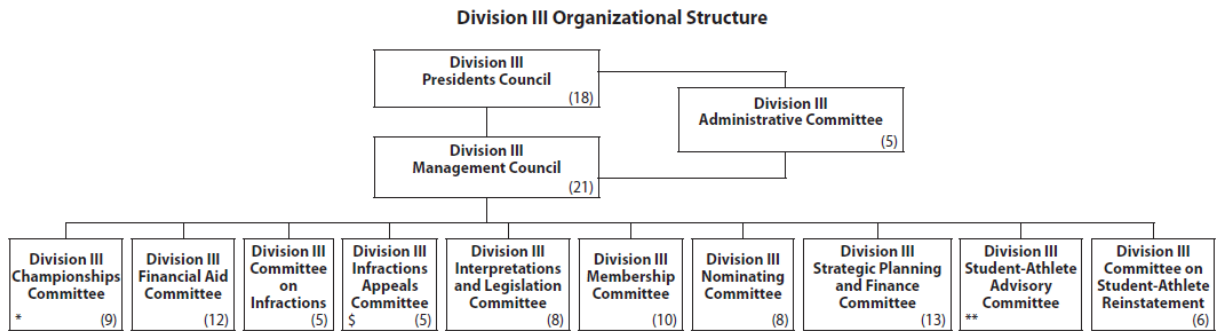 Division III Organizational Structure
Division III
Presidents Council
(18)
Division III
Administrative Committee
(5)
Division III
Management Council
(21)
Division III
Championships
Committee
* (9)
Division III
Financial Aid
Committee
(12)
Division III
Committee
on
Infractions
(5)
Division III
Infractions
Appeals
Committee
$ (5)
Division III
Interpretations
and Legislation
Committee
(8)
Division III
Membership
Committee
(10)
Division III
Nominating
Committee
(8)
Division III
Strategic Planning
and Finance
Committee
(13)
Division III
Student-Athlete
Advisory
Committee
**
Division III
Committee on
Student-Athlete
Reinstatement
(6)